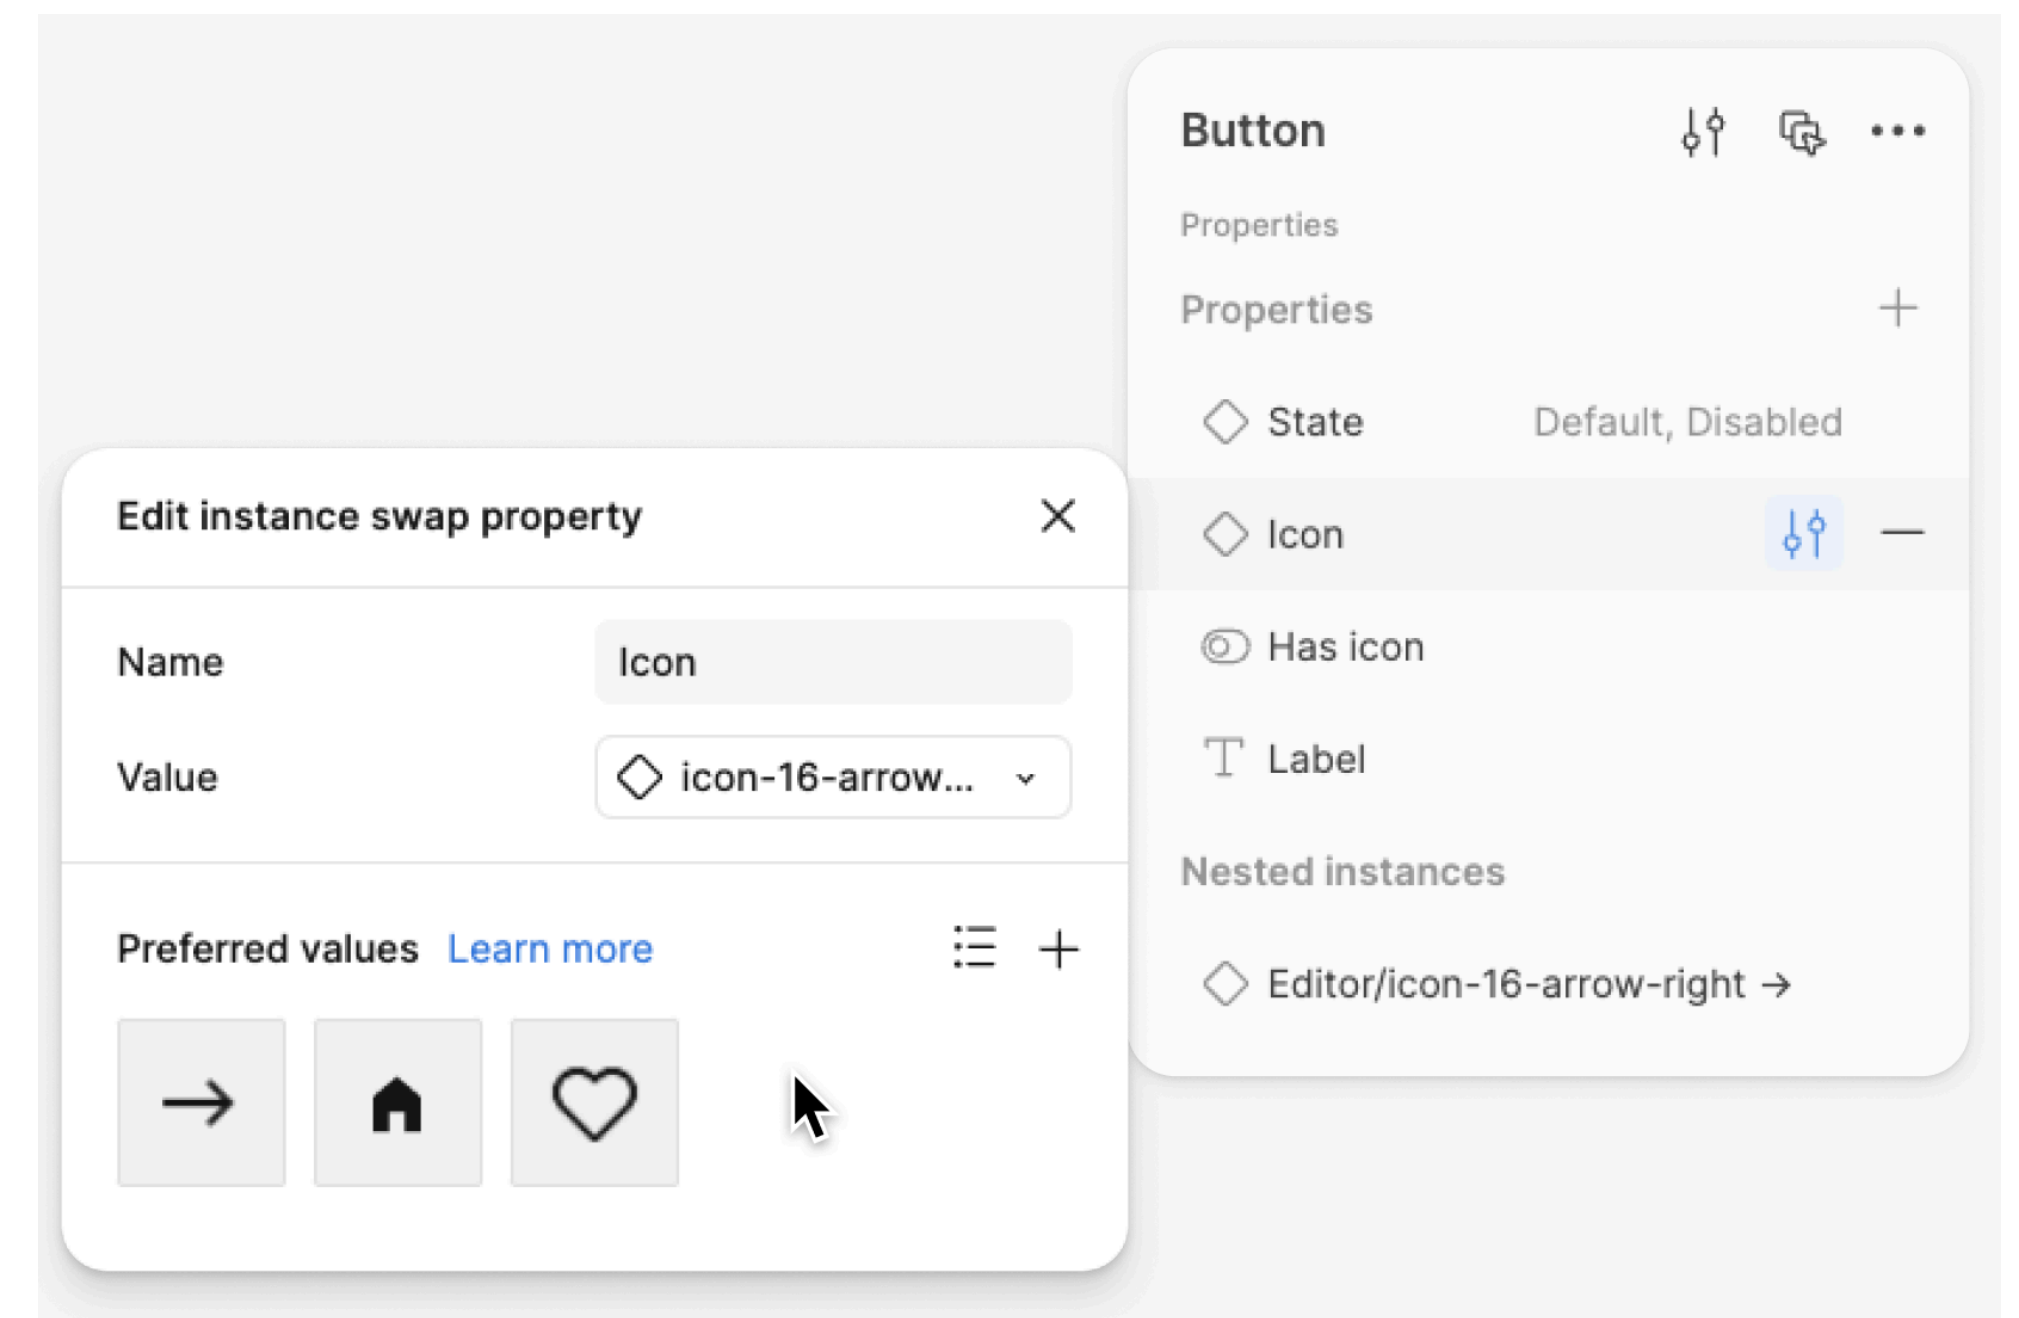 Button
Properties
Properties
State Default, Disabled
Icon
Has icon
Label
Nested instances
Editor/icon-16-arrow-right →
Edit instance swap property
Name Icon
Value icon-16-arrow...
Preferred values Learn more